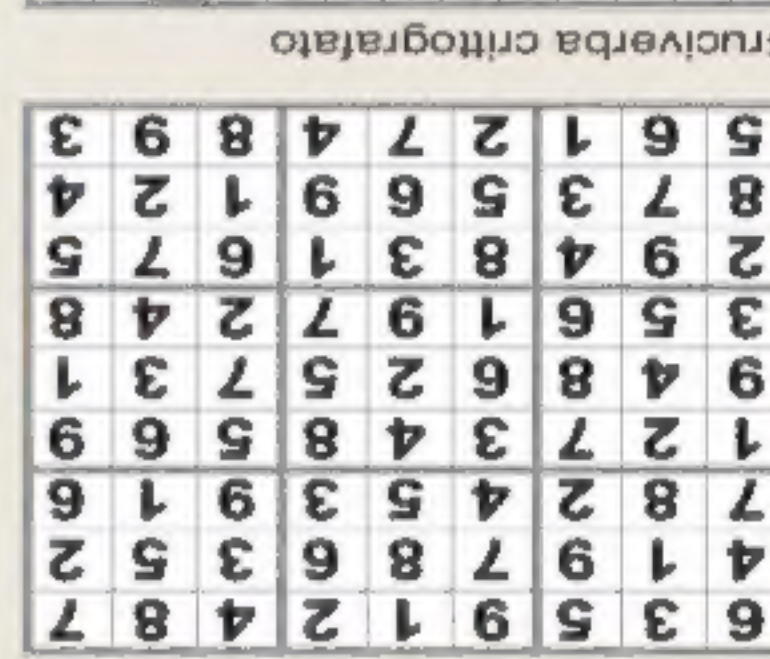 6 3 5 9 1 2 4 8 7
4 1 9 7 8 6 3 5 2
7 8 2 4 5 3 9 1 6
1 2 7 3 4 8 5 6 9
9 4 8 6 2 5 7 3 1
3 5 6 1 9 7 2 4 8
2 9 4 8 3 1 6 7 5
8 7 3 5 6 9 1 2 4
5 6 1 2 7 4 8 9 3
ruciverba crittografato